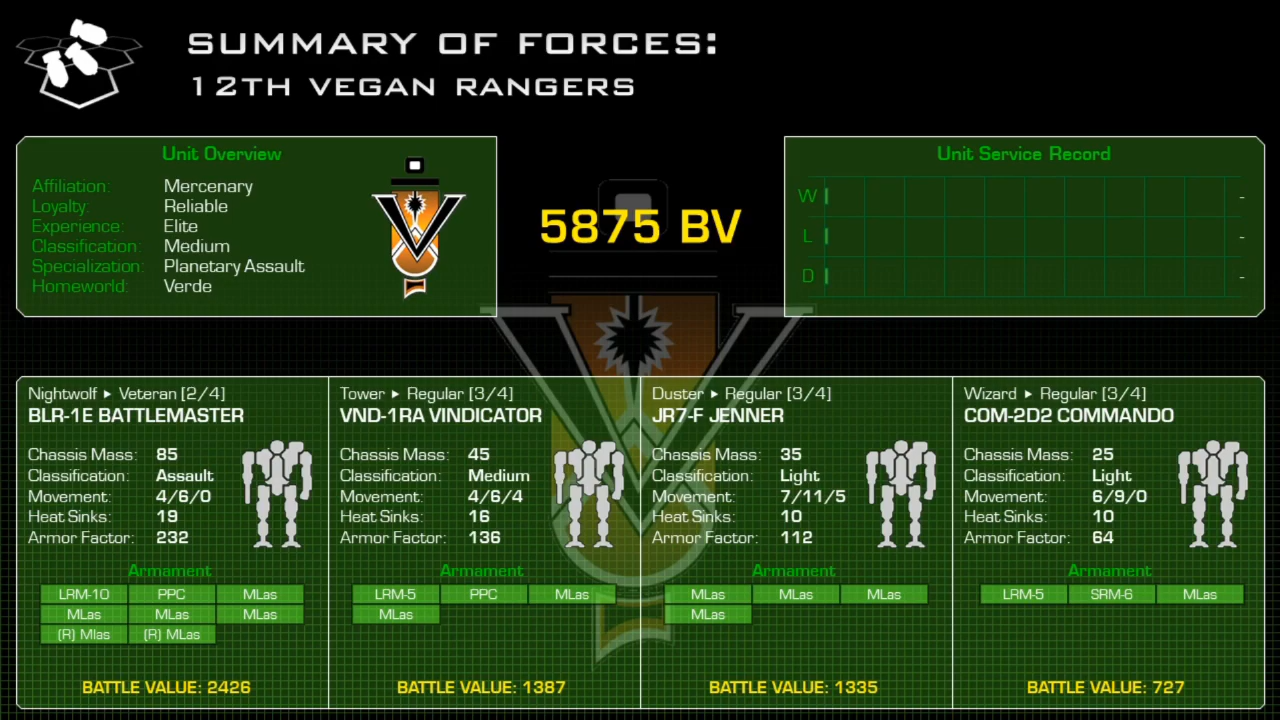 SUMMARY OF FORCES:
12TH VEGAN RANGERS
Unit Overview
Affiliation: Mercenary
Loyalty: Reliable
Experience: Elite
Classification: Medium
Specialization: Planetary Assault
Homeworld: Verde
5875 BV
Unit Service Record
W -
L -
D -
Nightwolf ▸ Veteran [2/4]
BLR-1E BATTLEMASTER
Chassis Mass: 85
Classification: Assault
Movement: 4/6/0
Heat Sinks: 19
Armor Factor: 232
Armament
LRM-10 PPC MLas
MLas MLas MLas
(R) Mlas (R) MLas
BATTLE VALUE: 2426
Tower ▸ Regular [3/4]
VND-1RA VINDICATOR
Chassis Mass: 45
Classification: Medium
Movement: 4/6/4
Heat Sinks: 16
Armor Factor: 136
Armament
LRM-5 PPC MLas
MLas
BATTLE VALUE: 1387
Duster ▸ Regular [3/4]
JR7-F JENNER
Chassis Mass: 35
Classification: Light
Movement: 7/11/5
Heat Sinks: 10
Armor Factor: 112
Armament
MLas MLas MLas
MLas
BATTLE VALUE: 1335
Wizard ▸ Regular [3/4]
COM-2D2 COMMANDO
Chassis Mass: 25
Classification: Light
Movement: 6/9/0
Heat Sinks: 10
Armor Factor: 64
Armament
LRM-5 SRM-6 MLas
BATTLE VALUE: 727